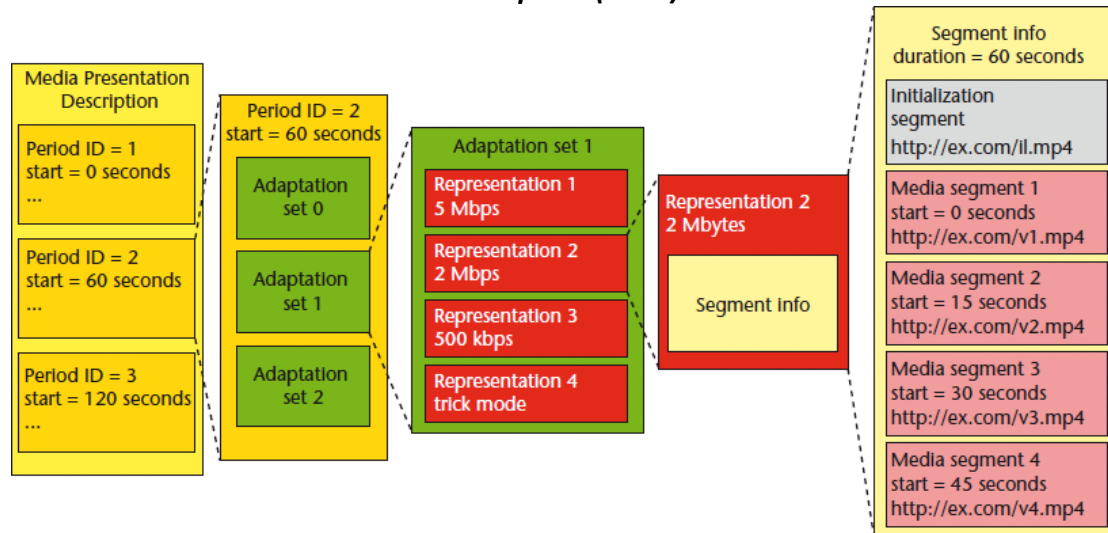 Media Presentation
Description
Period ID = 1
start = 0 seconds
...
Period ID = 2
start = 60 seconds
...
Period ID = 3
start = 120 seconds
...
Period ID = 2
start = 60 seconds
Adaptation
set 0
Adaptation
set 1
Adaptation
set 2
Adaptation set 1
Representation 1
5 Mbps
Representation 2
2 Mbps
Representation 3
500 kbps
Representation 4
trick mode
Representation 2
2 Mbytes
Segment info
Segment info
duration = 60 seconds
Initialization
segment
http://ex.com/il.mp4
Media segment 1
start = 0 seconds
http://ex.com/v1.mp4
Media segment 2
start = 15 seconds
http://ex.com/v2.mp4
Media segment 3
start = 30 seconds
http://ex.com/v3.mp4
Media segment 4
start = 45 seconds
http://ex.com/v4.mp4